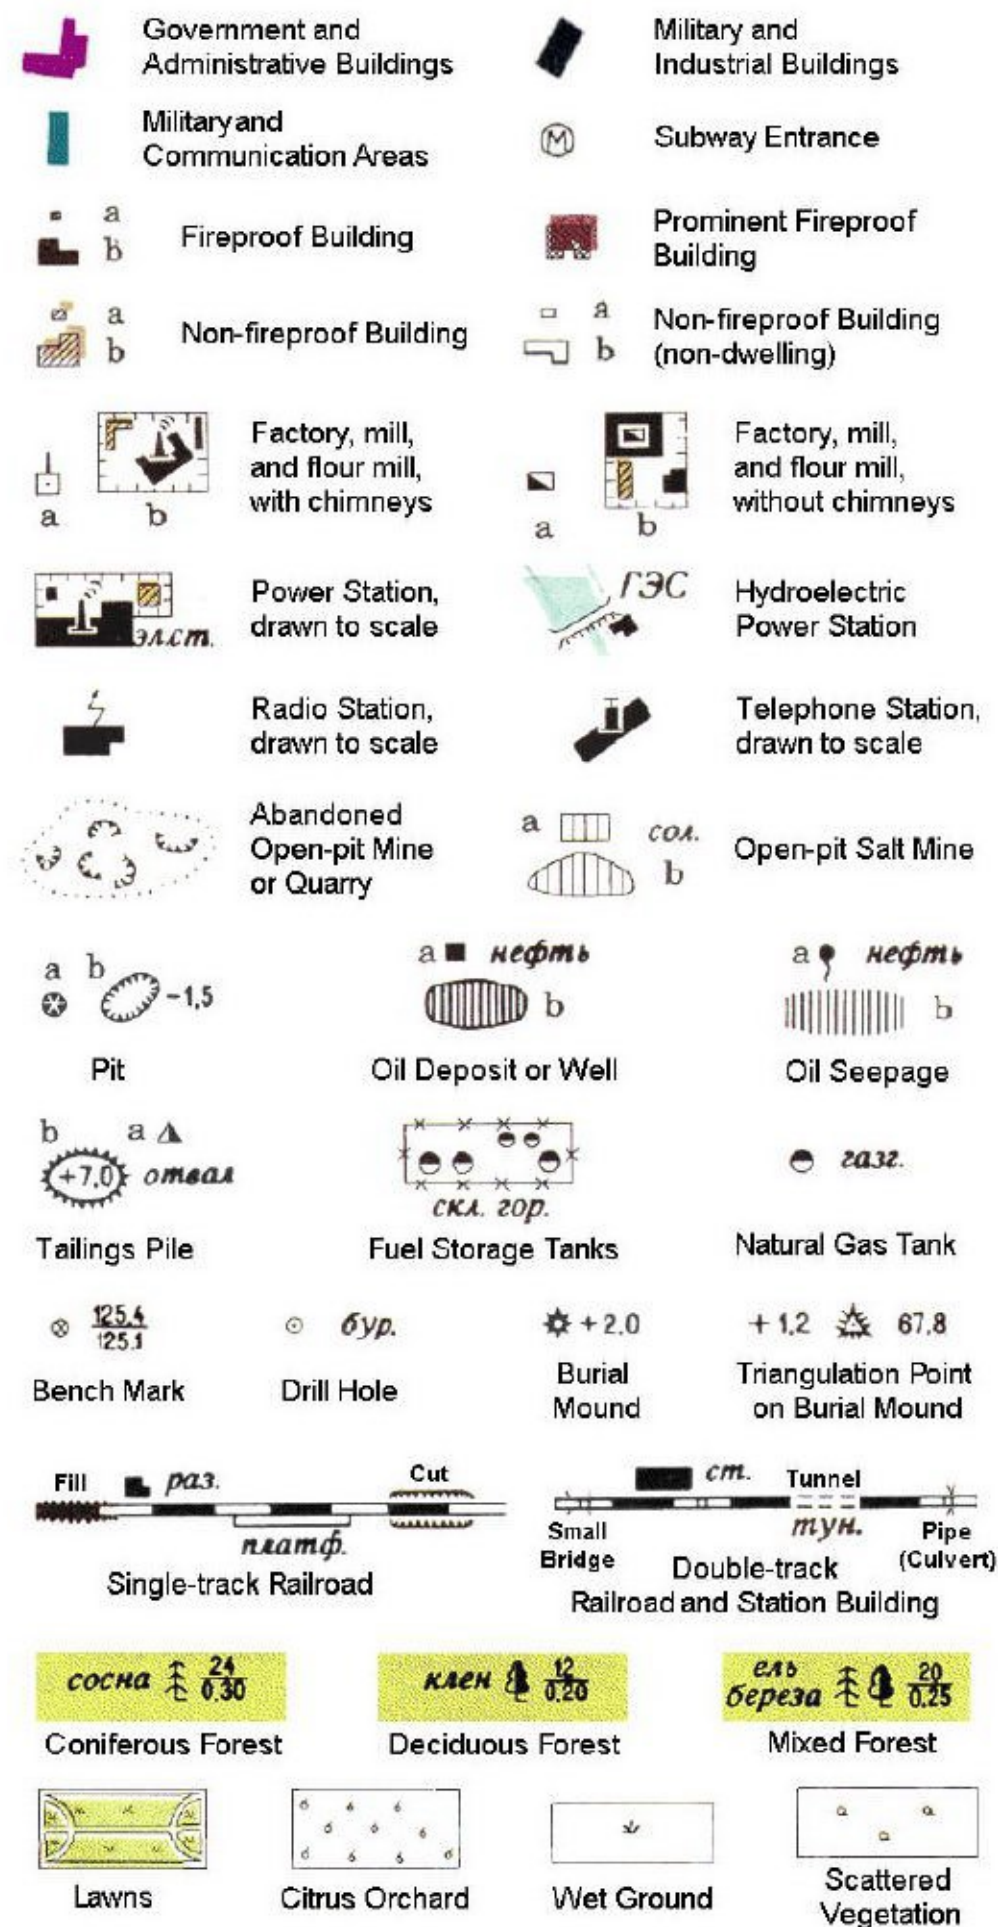 Government and
Administrative Buildings
Military and
Industrial Buildings
Military and
Communication Areas
M
Subway Entrance
a
b
Fireproof Building
Prominent Fireproof
Building
a
b
Non-fireproof Building
a
b
Non-fireproof Building
(non-dwelling)
a
b
Factory, mill,
and flour mill,
with chimneys
a
b
Factory, mill,
and flour mill,
without chimneys
элст.
Power Station,
drawn to scale
ГЭС
Hydroelectric
Power Station
Radio Station,
drawn to scale
Telephone Station,
drawn to scale
Abandoned
Open-pit Mine
or Quarry
a
сол.
b
Open-pit Salt Mine
a b
-1,5
Pit
a нефть
b
Oil Deposit or Well
a нефть
b
Oil Seepage
b a
+7,0 отвал
Tailings Pile
скл. гор.
Fuel Storage Tanks
газг.
Natural Gas Tank
125.4
125.1
Bench Mark
бур.
Drill Hole
+2.0
Burial
Mound
+1.2 67.8
Triangulation Point
on Burial Mound
Fill
раз.
Cut
платф.
Single-track Railroad
ст.
Tunnel
тун.
Small
Bridge
Pipe
(Culvert)
Double-track
Railroad and Station Building
сосна 24
0.30
Coniferous Forest
клен 12
0.20
Deciduous Forest
ель
береза 20
0.25
Mixed Forest
Lawns
Citrus Orchard
Wet Ground
Scattered
Vegetation